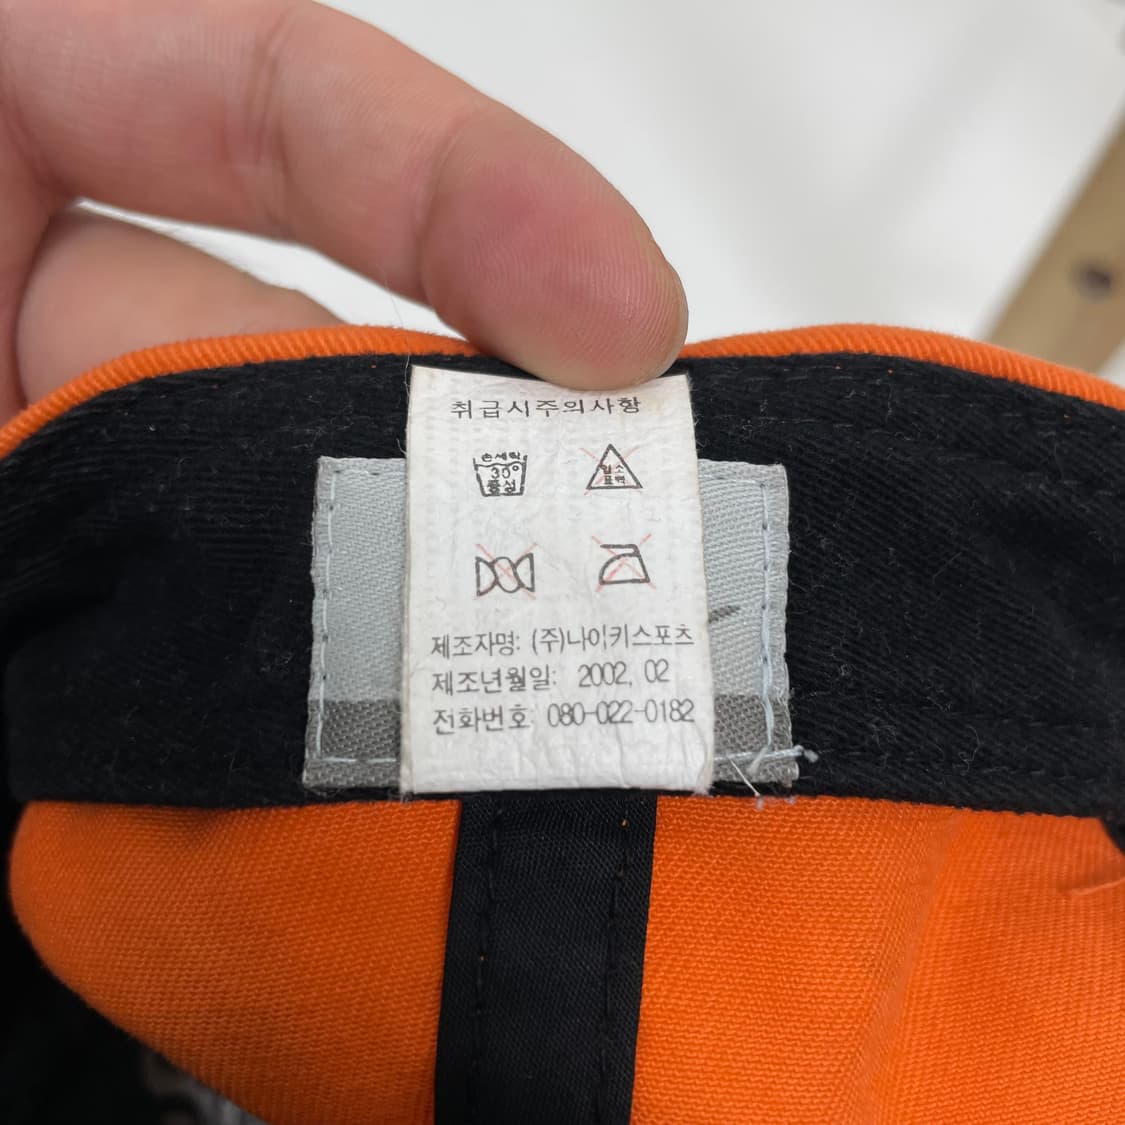 취급시주의사항
손세탁
30°
중성
염소
표백
제조자명: (주)나이키스포츠
제조년월일: 2002. 02
전화번호: 080-022-0182